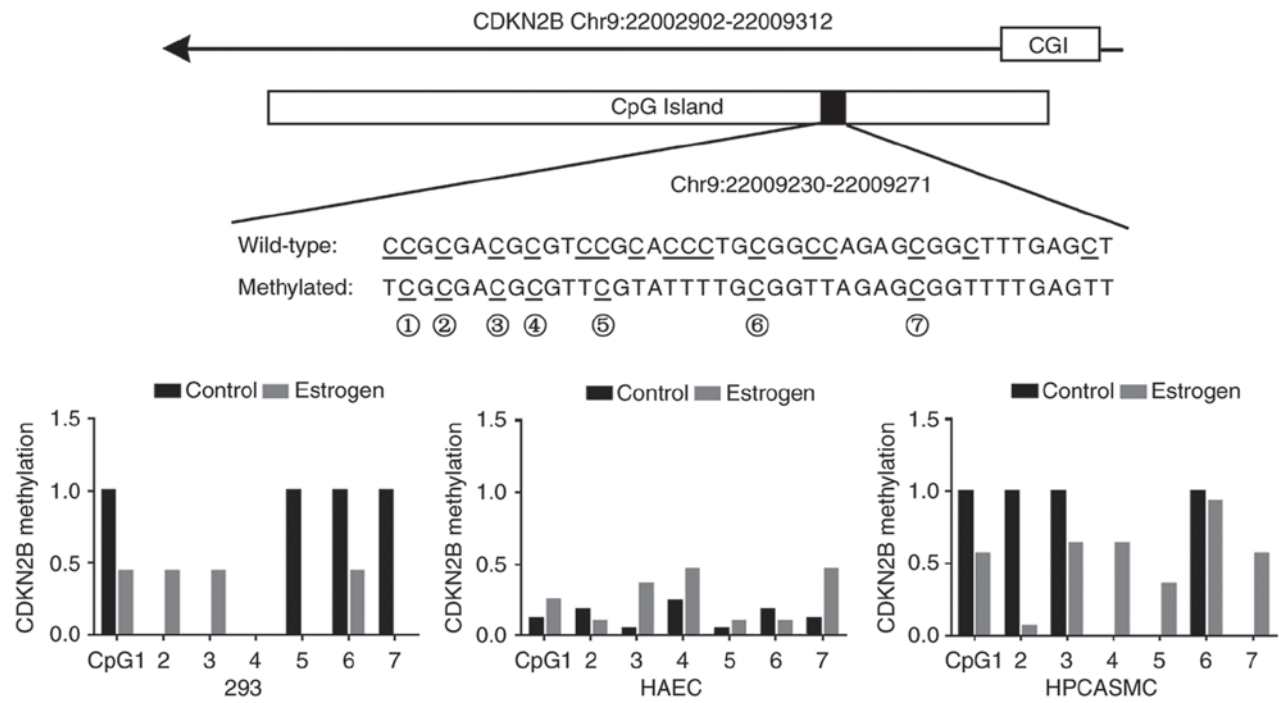 CDKN2B Chr9:22002902-22009312
CGI
CpG Island
Chr9:22009230-22009271
Wild-type: CCGCGACGCGTCCGCACCCTGCGGCCAGAGCGGCTTTGAGCT
Methylated: TCGCGACGCGTTCGTATTTTGCGGTTAGAGCGGTTTTGAGTT
① ② ③ ④ ⑤ ⑥ ⑦
Control Estrogen
CDKN2B methylation
1.5
1.0
0.5
0.0
CpG1 2 3 4 5 6 7
293
Control Estrogen
CDKN2B methylation
1.5
1.0
0.5
0.0
CpG1 2 3 4 5 6 7
HAEC
Control Estrogen
CDKN2B methylation
1.5
1.0
0.5
0.0
CpG1 2 3 4 5 6 7
HPCASMC